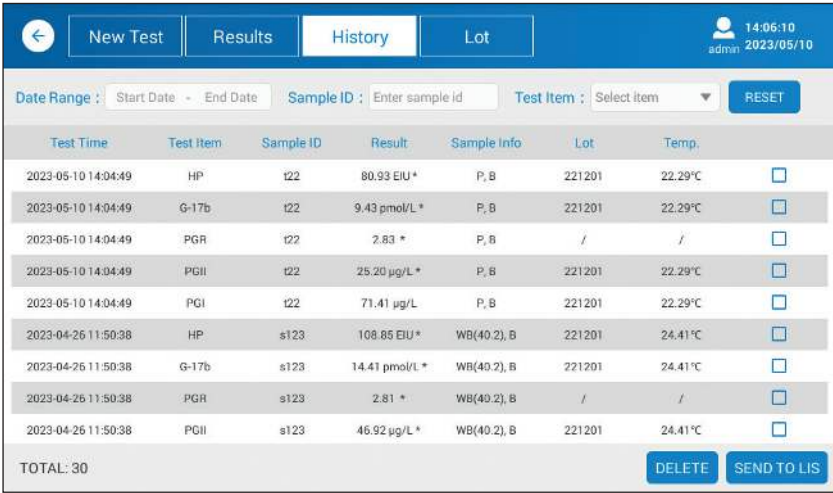 New Test Results History Lot 14:06:10
admin 2023/05/10
Date Range : Start Date - End Date Sample ID : Enter sample id Test Item : Select item RESET
Test Time Test Item Sample ID Result Sample Info Lot Temp.
2023-05-10 14:04:49 HP t22 80.93 EIU * P, B 221201 22.29℃
2023-05-10 14:04:49 G-17b t22 9.43 pmol/L * P, B 221201 22.29℃
2023-05-10 14:04:49 PGR t22 2.83 * P, B / /
2023-05-10 14:04:49 PGII t22 25.20 μg/L * P, B 221201 22.29℃
2023-05-10 14:04:49 PGI t22 71.41 μg/L P, B 221201 22.29℃
2023-04-26 11:50:38 HP s123 108.85 EIU * WB(40.2), B 221201 24.41℃
2023-04-26 11:50:38 G-17b s123 14.41 pmol/L * WB(40.2), B 221201 24.41℃
2023-04-26 11:50:38 PGR s123 2.81 * WB(40.2), B / /
2023-04-26 11:50:38 PGII s123 46.92 μg/L * WB(40.2), B 221201 24.41℃
TOTAL: 30 DELETE SEND TO LIS